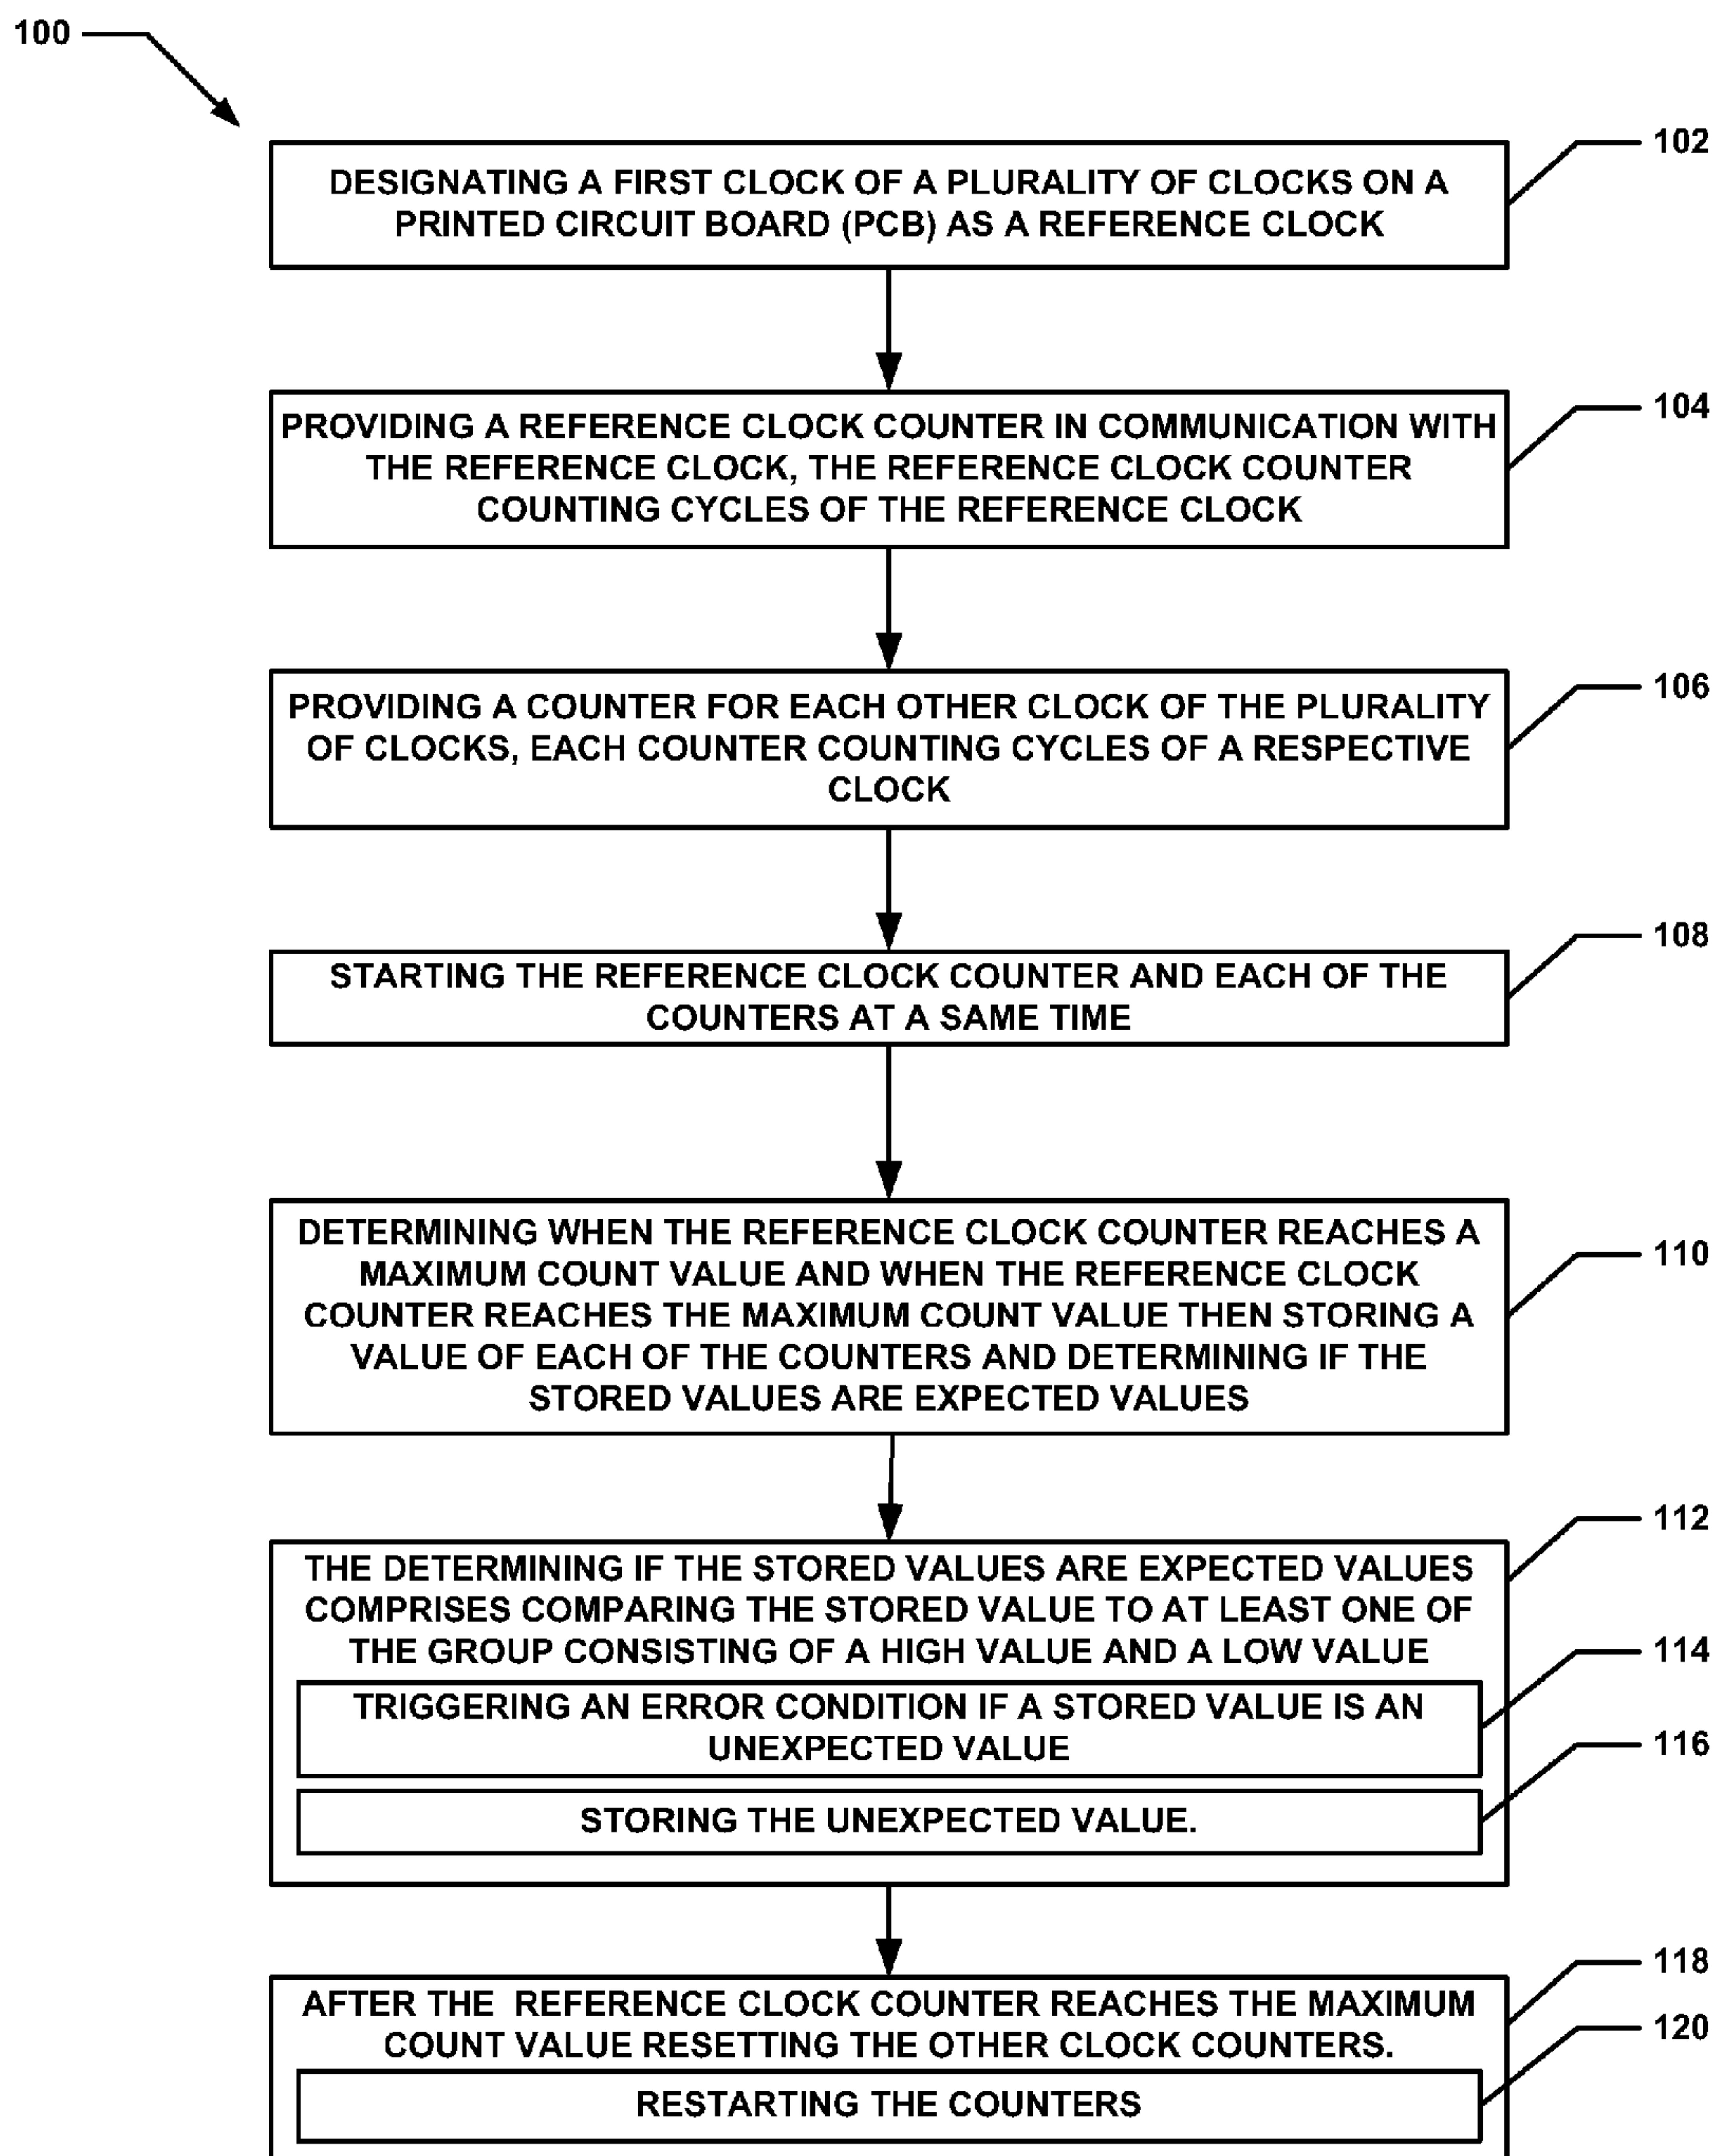 100
102
DESIGNATING A FIRST CLOCK OF A PLURALITY OF CLOCKS ON A
PRINTED CIRCUIT BOARD (PCB) AS A REFERENCE CLOCK
104
PROVIDING A REFERENCE CLOCK COUNTER IN COMMUNICATION WITH
THE REFERENCE CLOCK, THE REFERENCE CLOCK COUNTER
COUNTING CYCLES OF THE REFERENCE CLOCK
106
PROVIDING A COUNTER FOR EACH OTHER CLOCK OF THE PLURALITY
OF CLOCKS, EACH COUNTER COUNTING CYCLES OF A RESPECTIVE
CLOCK
108
STARTING THE REFERENCE CLOCK COUNTER AND EACH OF THE
COUNTERS AT A SAME TIME
110
DETERMINING WHEN THE REFERENCE CLOCK COUNTER REACHES A
MAXIMUM COUNT VALUE AND WHEN THE REFERENCE CLOCK
COUNTER REACHES THE MAXIMUM COUNT VALUE THEN STORING A
VALUE OF EACH OF THE COUNTERS AND DETERMINING IF THE
STORED VALUES ARE EXPECTED VALUES
112
THE DETERMINING IF THE STORED VALUES ARE EXPECTED VALUES
COMPRISES COMPARING THE STORED VALUE TO AT LEAST ONE OF
THE GROUP CONSISTING OF A HIGH VALUE AND A LOW VALUE
114
TRIGGERING AN ERROR CONDITION IF A STORED VALUE IS AN
UNEXPECTED VALUE
116
STORING THE UNEXPECTED VALUE.
118
AFTER THE REFERENCE CLOCK COUNTER REACHES THE MAXIMUM
COUNT VALUE RESETTING THE OTHER CLOCK COUNTERS.
120
RESTARTING THE COUNTERS